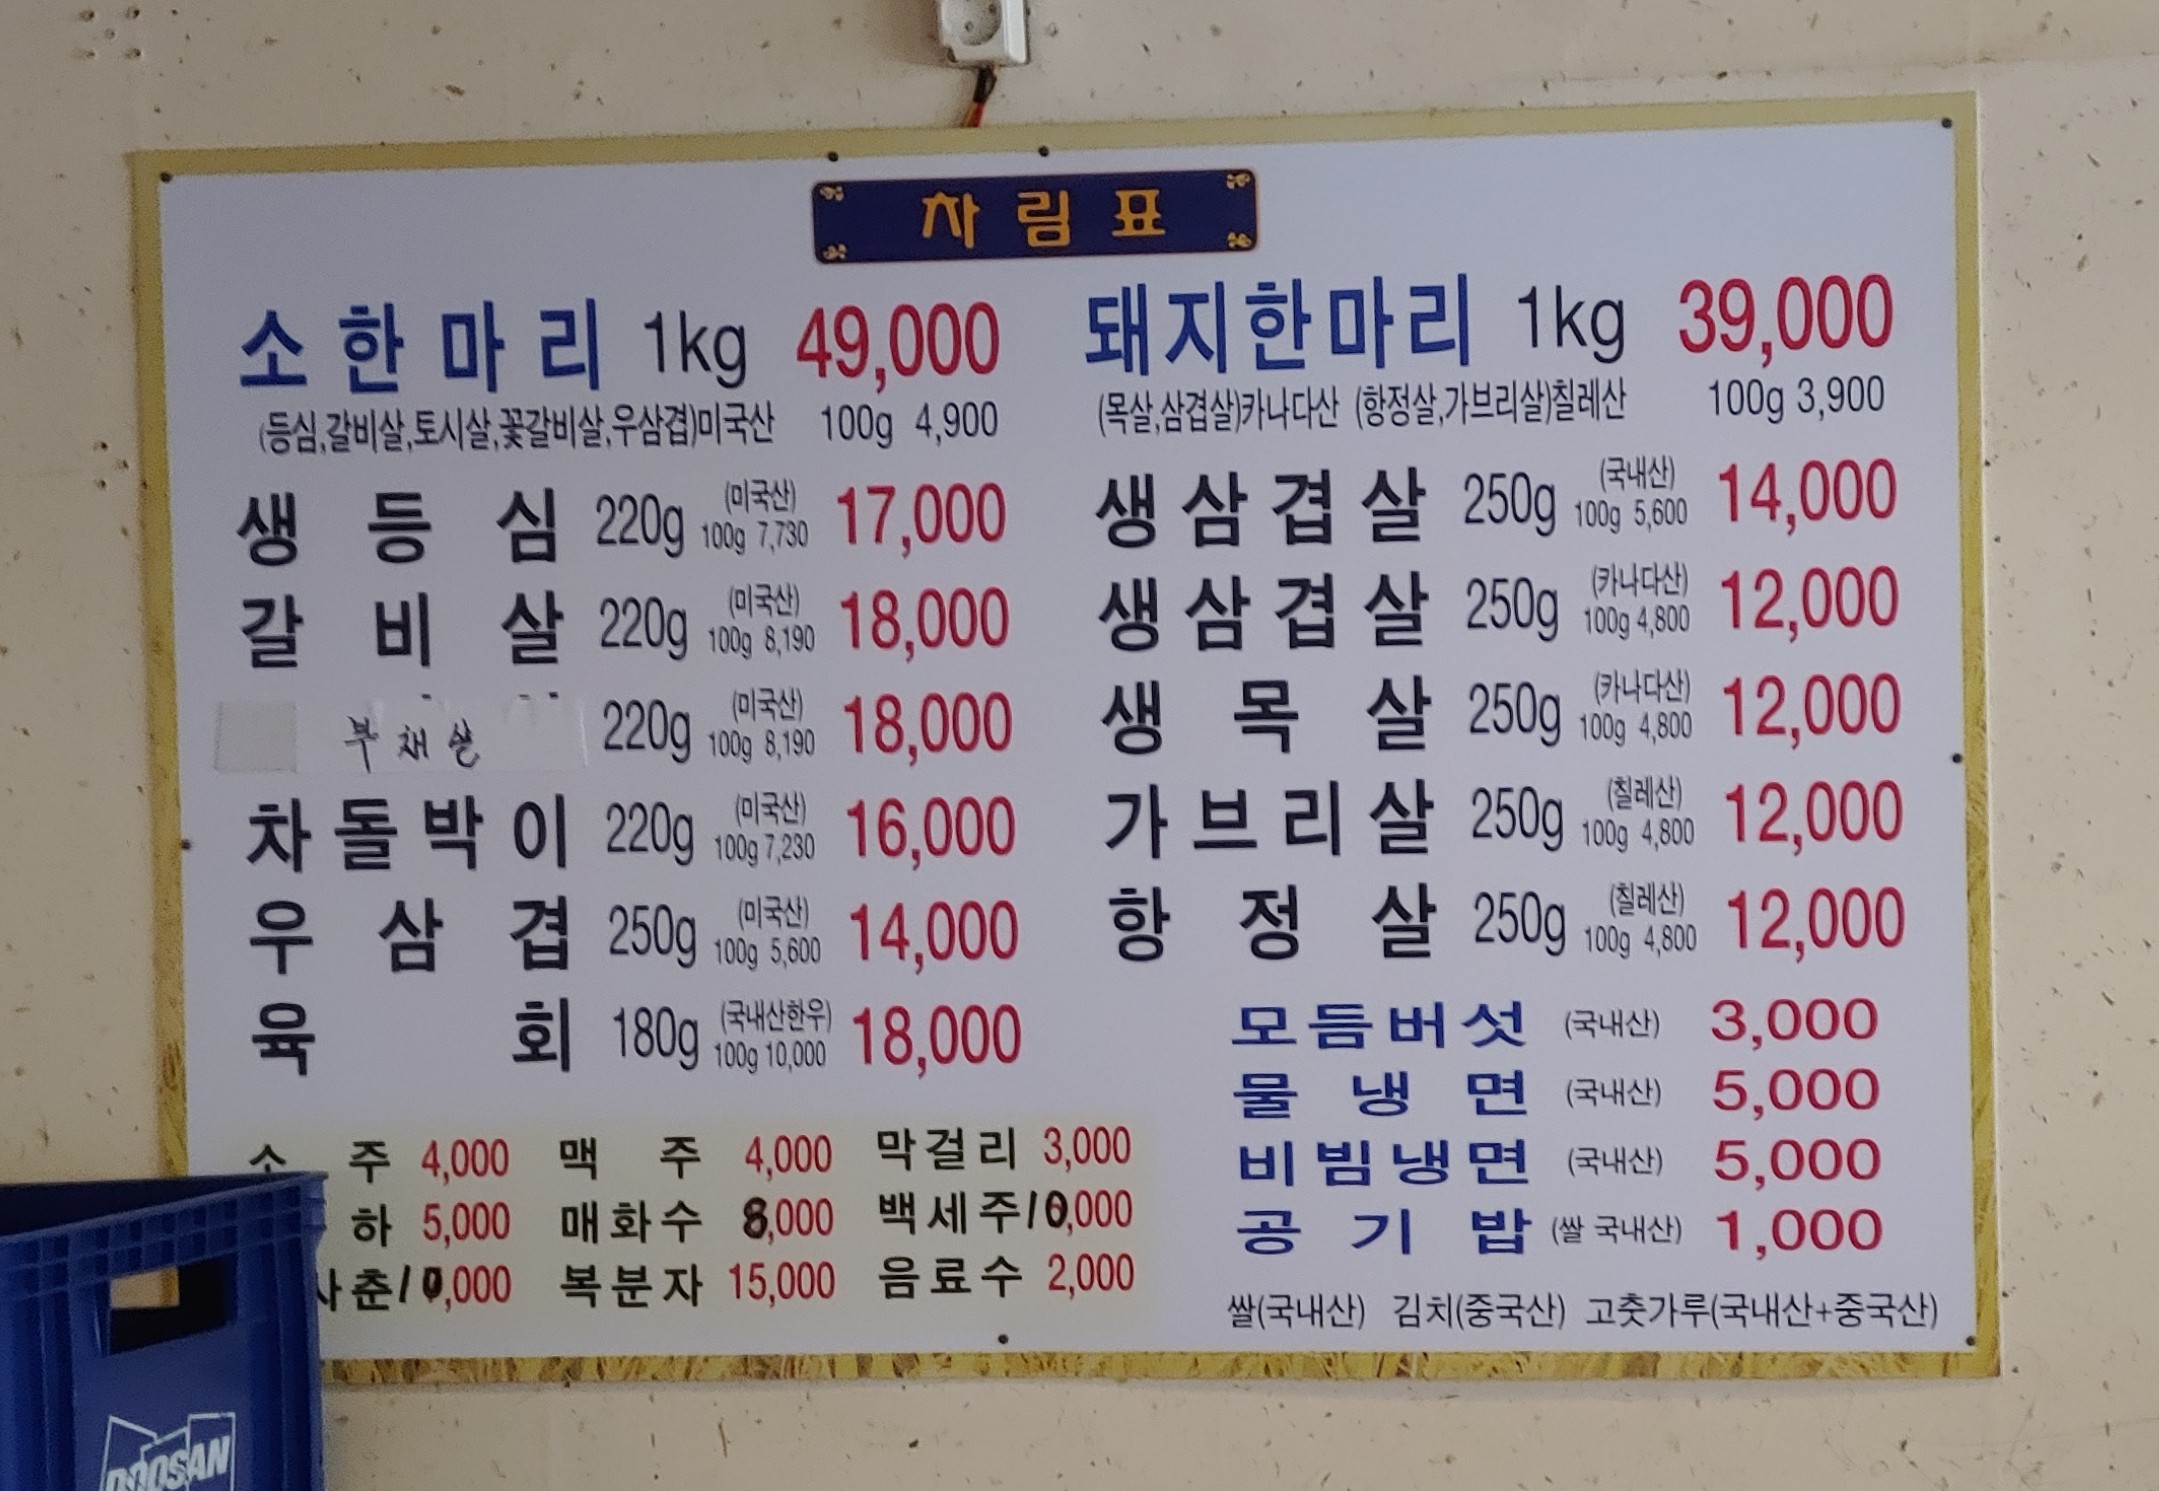 차림표
소한마리 1kg 49,000
(등심,갈비살,토시살,꽃갈비살,우삼겹)미국산 100g 4,900
생등심 220g (미국산) 100g 7,730 17,000
갈비살 220g (미국산) 100g 8,190 18,000
부채살 220g (미국산) 100g 8,190 18,000
차돌박이 220g (미국산) 100g 7,230 16,000
우삼겹 250g (미국산) 100g 5,600 14,000
육회 180g (국내산한우) 100g 10,000 18,000
돼지한마리 1kg 39,000
(목살,삼겹살)카나다산 (항정살,가브리살)칠레산 100g 3,900
생삼겹살 250g (국내산) 100g 5,600 14,000
생삼겹살 250g (카나다산) 100g 4,800 12,000
생목살 250g (카나다산) 100g 4,800 12,000
가브리살 250g (칠레산) 100g 4,800 12,000
항정살 250g (칠레산) 100g 4,800 12,000
모듬버섯 (국내산) 3,000
물냉면 (국내산) 5,000
비빔냉면 (국내산) 5,000
공기밥 (쌀 국내산) 1,000
소주 4,000 맥주 4,000 막걸리 3,000
하 5,000 매화수 8,000 백세주 10,000
춘 10,000 복분자 15,000 음료수 2,000
쌀(국내산) 김치(중국산) 고춧가루(국내산+중국산)
DOOSAN